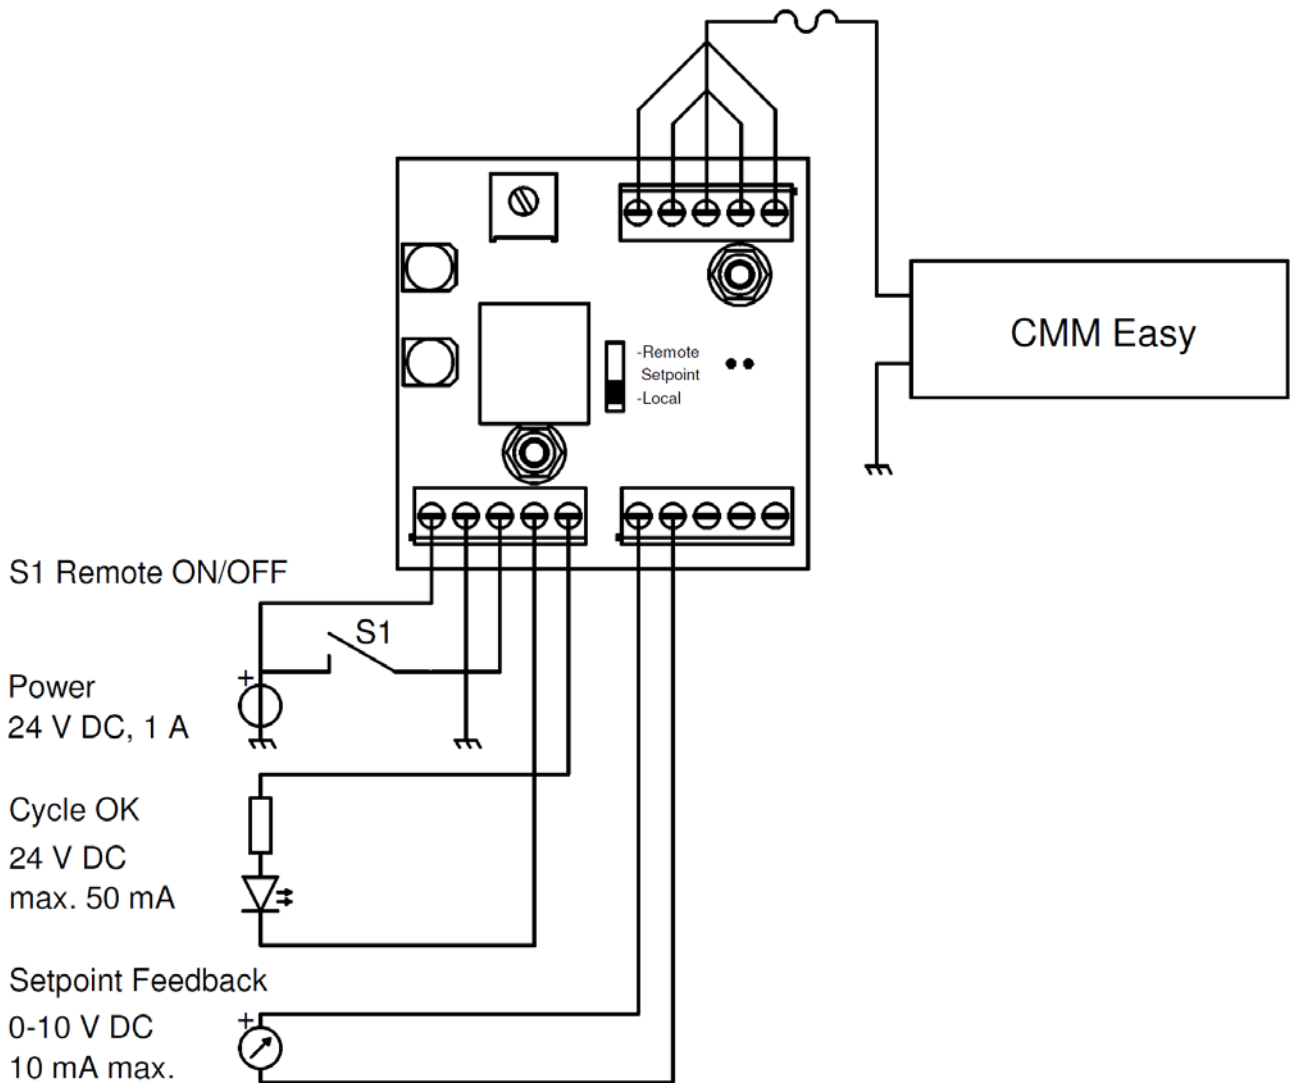 CMM Easy
-Remote
Setpoint
-Local
S1 Remote ON/OFF
S1
+
Power
24 V DC, 1 A
Cycle OK
24 V DC
max. 50 mA
Setpoint Feedback
+
0-10 V DC
10 mA max.